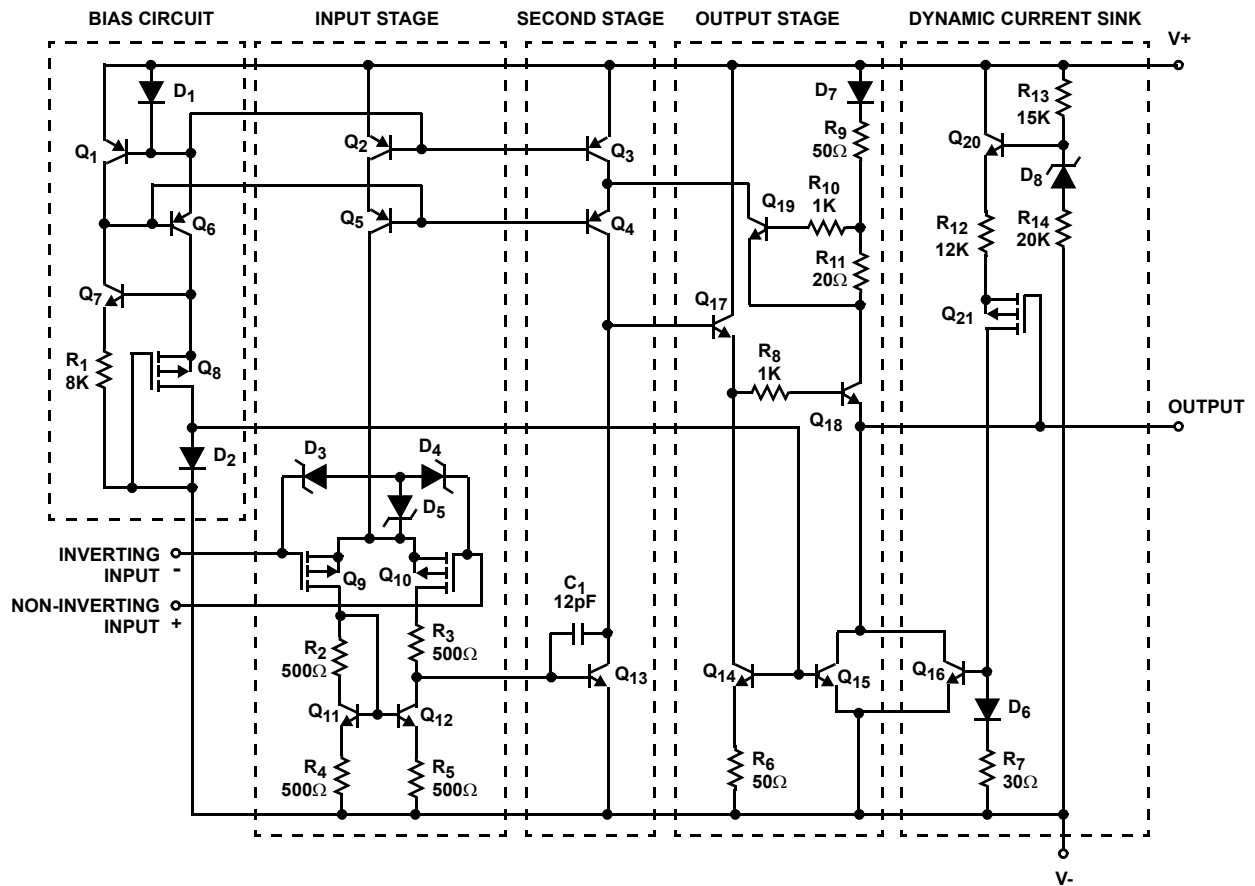 BIAS CIRCUIT
INPUT STAGE
SECOND STAGE
OUTPUT STAGE
DYNAMIC CURRENT SINK
V+
D1
D7
R13
15K
Q1
Q2
Q3
R9
50Ω
Q20
D8
Q6
Q5
Q4
Q19
R10
1K
R12
12K
R14
20K
R11
20Ω
Q7
Q17
Q21
R1
8K
Q8
R8
1K
Q18
OUTPUT
D2
D3
D4
D5
INVERTING
INPUT
-
Q9
Q10
NON-INVERTING
INPUT
+
C1
12pF
R2
500Ω
R3
500Ω
Q13
Q14
Q15
Q16
Q11
Q12
D6
R4
500Ω
R5
500Ω
R6
50Ω
R7
30Ω
V-